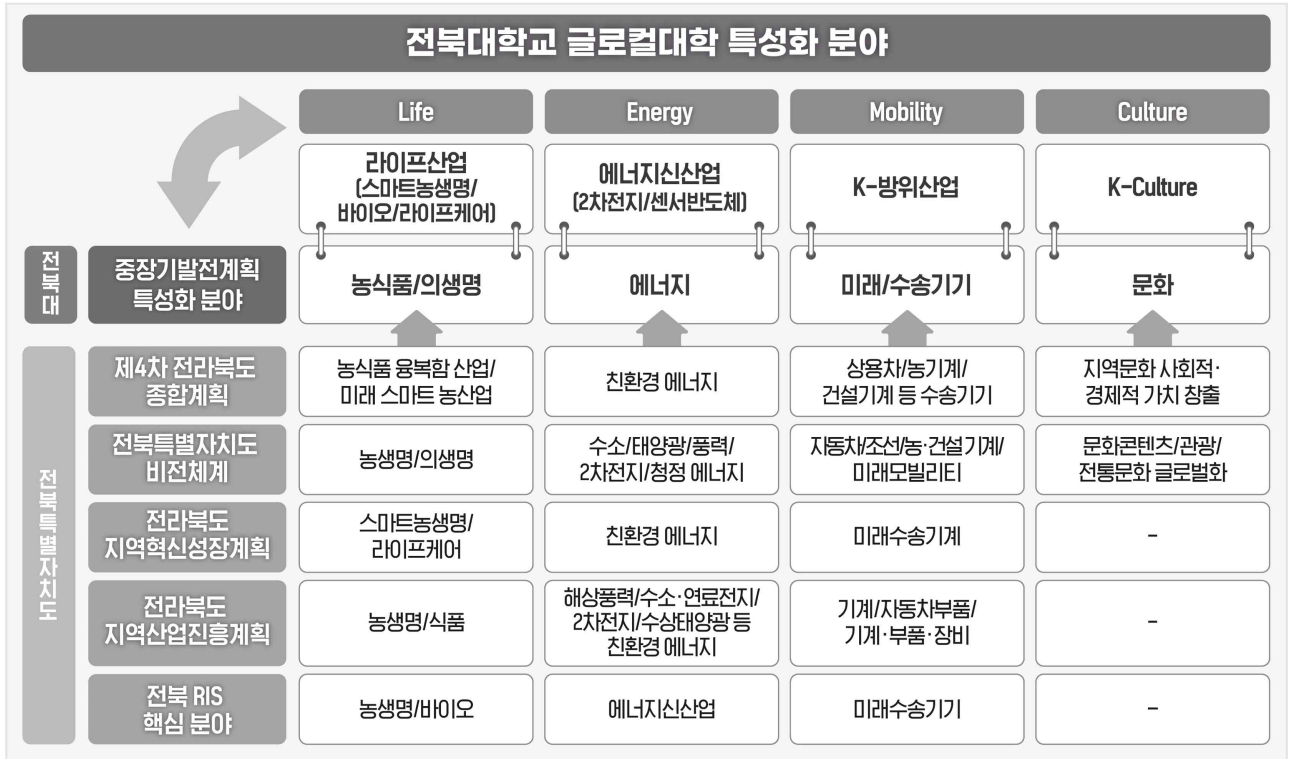 전북대학교 글로컬대학 특성화 분야
Life
Energy
Mobility
Culture
라이프산업
(스마트농생명/
바이오/라이프케어)
에너지신산업
(2차전지/센서반도체)
K-방위산업
K-Culture
전북대
중장기발전계획
특성화 분야
농식품/의생명
에너지
미래/수송기기
문화
전북특별자치도
제4차 전라북도
종합계획
농식품 융복함 산업/
미래 스마트 농산업
친환경 에너지
상용차/농기계/
건설기계 등 수송기기
지역문화 사회적·
경제적 가치 창출
전북특별자치도
비전체계
농생명/의생명
수소/태양광/풍력/
2차전지/청정 에너지
자동차/조선/농·건설기계/
미래모빌리티
문화콘텐츠/관광/
전통문화 글로벌화
전라북도
지역혁신성장계획
스마트농생명/
라이프케어
친환경 에너지
미래수송기계
-
전라북도
지역산업진흥계획
농생명/식품
해상풍력/수소·연료전지/
2차전지/수상태양광 등
친환경 에너지
기계/자동차부품/
기계·부품·장비
-
전북 RIS
핵심 분야
농생명/바이오
에너지신산업
미래수송기기
-